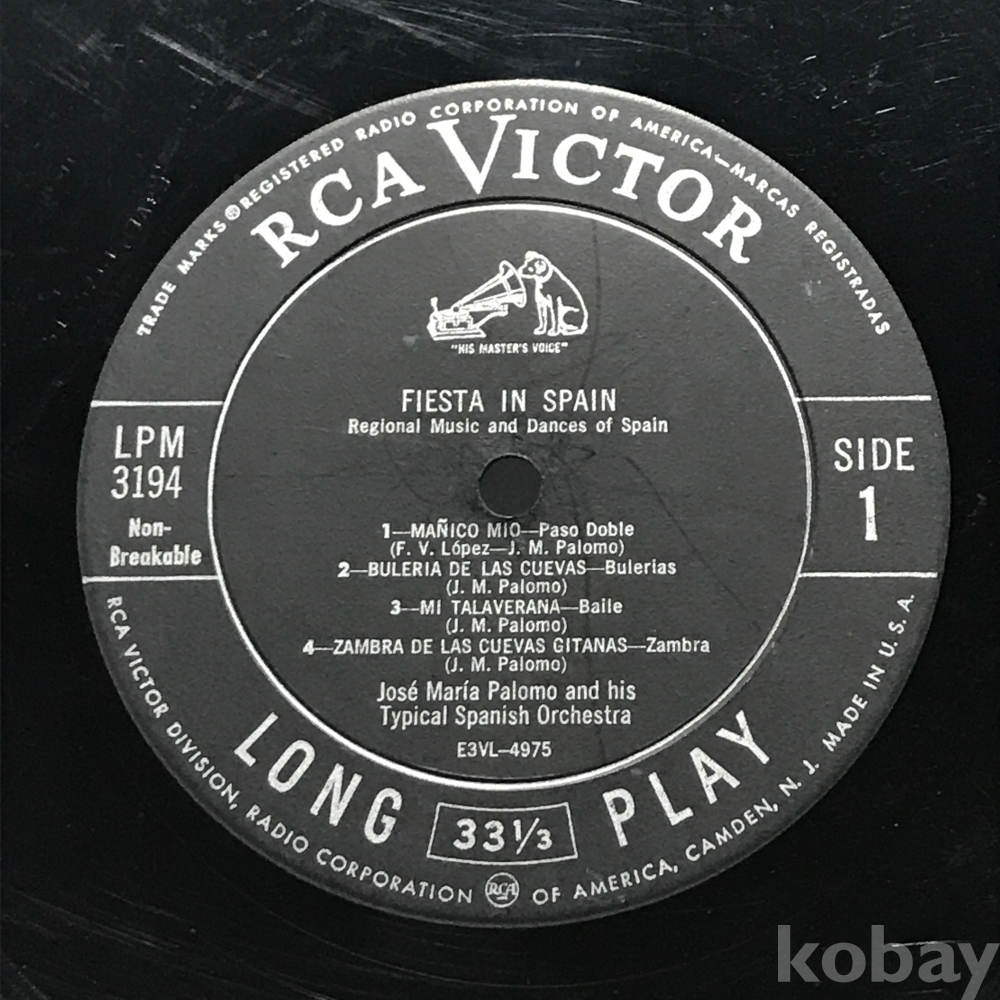 TRADE MARKS ® REGISTERED RADIO CORPORATION OF AMERICA—MARCAS REGISTRADAS
RCA VICTOR
"HIS MASTER'S VOICE"
FIESTA IN SPAIN
Regional Music and Dances of Spain
LPM
3194
Non-
Breakable
SIDE
1
1—MAÑICO MIO—Paso Doble
(F. V. López—J. M. Palomo)
2—BULERIA DE LAS CUEVAS—Bulerias
(J. M. Palomo)
3—MI TALAVERANA—Baile
(J. M. Palomo)
4—ZAMBRA DE LAS CUEVAS GITANAS—Zambra
(J. M. Palomo)
José María Palomo and his
Typical Spanish Orchestra
E3VL-4975
LONG PLAY
33 1/3
RCA VICTOR DIVISION, RADIO CORPORATION RCA OF AMERICA, CAMDEN, N. J. MADE IN U. S. A.
kobay